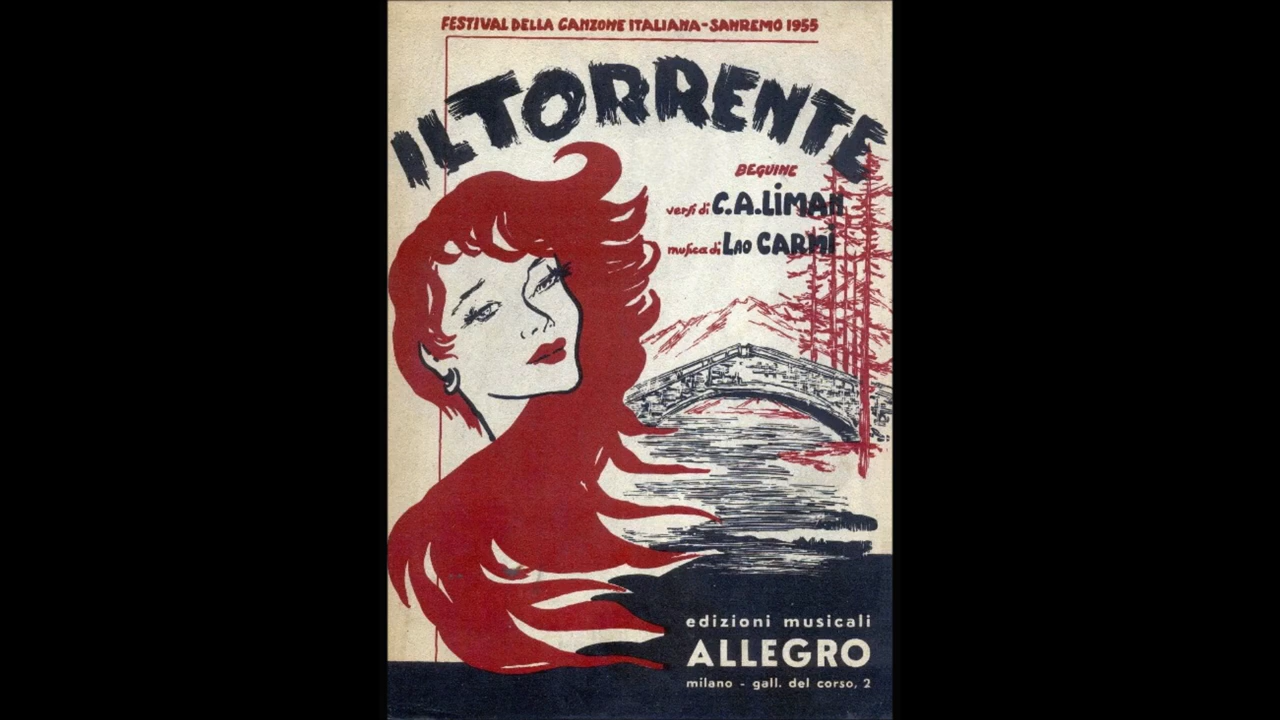 FESTIVAL DELLA CANZONE ITALIANA-SANREMO 1955
IL TORRENTE
BEGUINE
versi di C.A.LiMAN
musica di LAO CARMi
edizioni musicali
ALLEGRO
milano - gall. del corso, 2